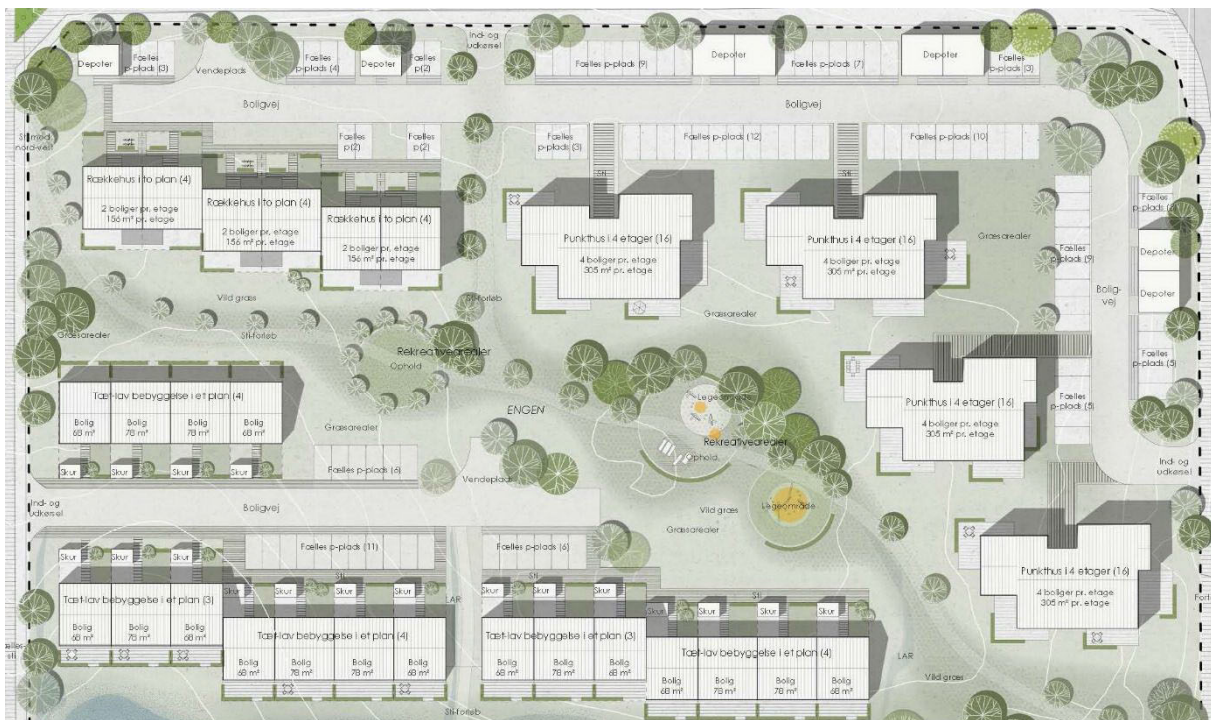 Ind- og
udkørsel
Depoter
Fælles
p-plads (3)
Vendeplads
Fælles
p-plads (4)
Depoter
Fælles
p(2)
Fælles p-plads (9)
Depoter
Fælles p-plads (7)
Depoter
Fælles
p-plads (3)
Boligvej
Boligvej
Sti mod
nord-vest
Fælles
p(2)
Fælles
p(2)
Fælles
p-plads (3)
Fælles p-plads (12)
Fælles p-plads (10)
Sti
Sti
Rækkehus i to plan (4)
2 boliger pr. etage
156 m² pr. etage
Rækkehus i to plan (4)
2 boliger pr. etage
156 m² pr. etage
Rækkehus i to plan (4)
2 boliger pr. etage
156 m² pr. etage
Punkthus i 4 etager (16)
4 boliger pr. etage
305 m² pr. etage
Punkthus i 4 etager (16)
4 boliger pr. etage
305 m² pr. etage
Græsarealer
Fælles
p-plads
Fælles
p-plads (9)
Depoter
Depoter
Bolig-
vej
Vild græs
Sti-forløb
Græsarealer
Græsarealer
Sti-forløb
Rekreativearealer
Ophold
Fælles
p-plads (5)
Tæt-lav bebyggelse i et plan (4)
Bolig
68 m²
Bolig
78 m²
Bolig
78 m²
Bolig
68 m²
Græsarealer
ENGEN
Legeområde
Rekreativearealer
Ophold
Punkthus i 4 etager (16)
4 boliger pr. etage
305 m² pr. etage
Fælles
p-plads (5)
Skur
Skur
Skur
Skur
Fælles p-plads (6)
Vendeplads
Ind- og
udkørsel
Ind- og
udkørsel
Boligvej
Vild græs
Græsarealer
Legeområde
Skur
Skur
Skur
Fælles p-plads (11)
Fælles p-plads (6)
Sti
Sti
Sti
Punkthus i 4 etager (16)
4 boliger pr. etage
305 m² pr. etage
Tæt-lav bebyggelse i et plan (3)
Bolig
68 m²
Bolig
78 m²
Bolig
68 m²
Skur
Skur
Skur
Skur
LAR
Skur
Skur
Skur
Skur
Skur
Skur
Skur
Tæt-lav bebyggelse i et plan (4)
Bolig
68 m²
Bolig
78 m²
Bolig
78 m²
Bolig
68 m²
Tæt-lav bebyggelse i et plan (3)
Bolig
68 m²
Bolig
78 m²
Bolig
68 m²
Tæt-lav bebyggelse i et plan (4)
Bolig
68 m²
Bolig
78 m²
Bolig
78 m²
Bolig
68 m²
LAR
Vild græs
Sti-forløb